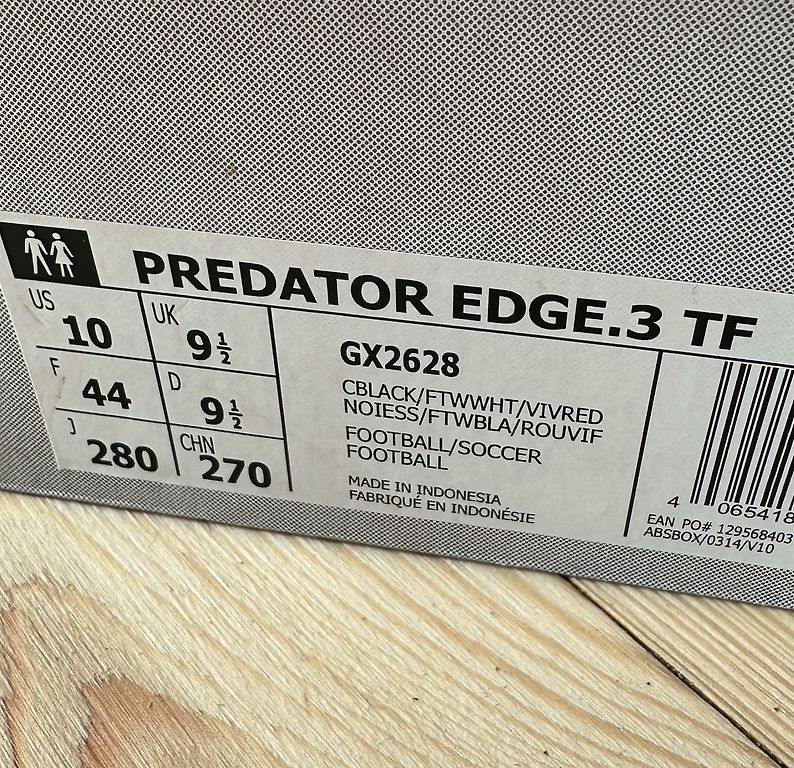 PREDATOR EDGE.3 TF
US 10 UK 9 1/2
F 44 D 9 1/2
J 280 CHN 270
GX2628
CBLACK/FTWWHT/VIVRED
NOIESS/FTWBLA/ROUVIF
FOOTBALL/SOCCER
FOOTBALL
MADE IN INDONESIA
FABRIQUÉ EN INDONÉSIE
4 065418
EAN PO# 129568403
ABSBOX/0314/V10